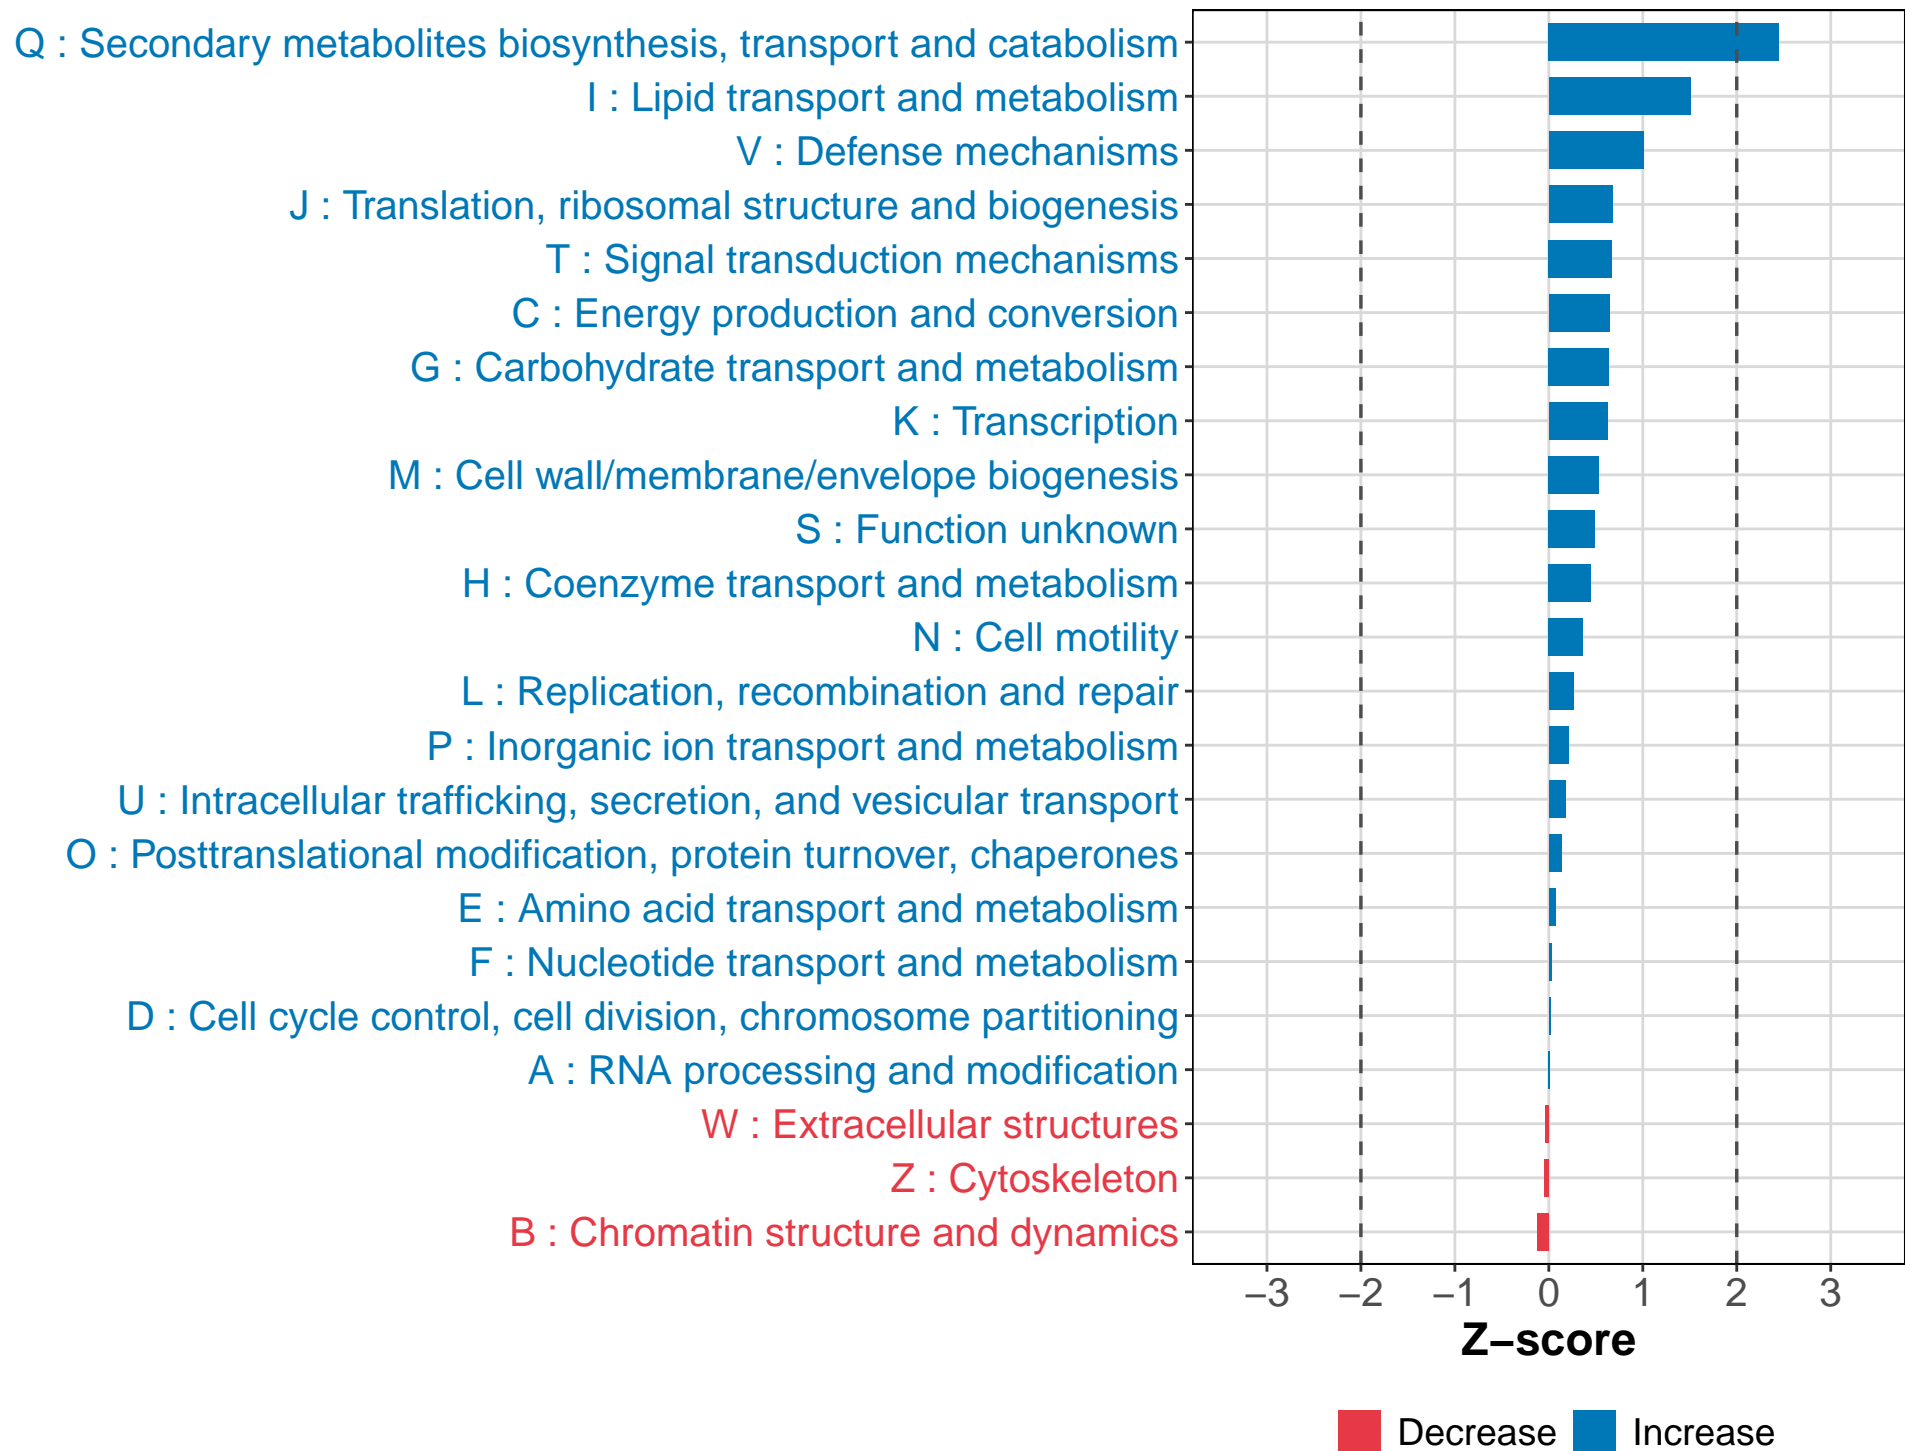 Q : Secondary metabolites biosynthesis, transport and catabolism
I : Lipid transport and metabolism
V : Defense mechanisms
J : Translation, ribosomal structure and biogenesis
T : Signal transduction mechanisms
C : Energy production and conversion
G : Carbohydrate transport and metabolism
K : Transcription
M : Cell wall/membrane/envelope biogenesis
S : Function unknown
H : Coenzyme transport and metabolism
N : Cell motility
L : Replication, recombination and repair
P : Inorganic ion transport and metabolism
U : Intracellular trafficking, secretion, and vesicular transport
O : Posttranslational modification, protein turnover, chaperones
E : Amino acid transport and metabolism
F : Nucleotide transport and metabolism
D : Cell cycle control, cell division, chromosome partitioning
A : RNA processing and modification
W : Extracellular structures
Z : Cytoskeleton
B : Chromatin structure and dynamics
−3 −2 −1 0 1 2 3
Z−score
Decrease Increase